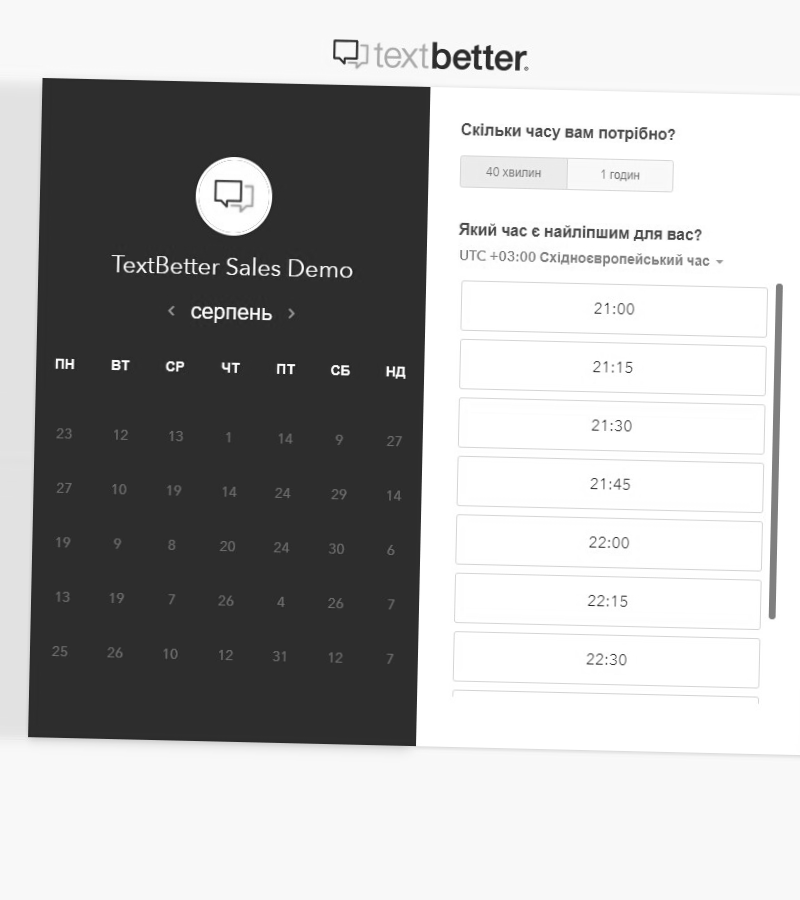 textbetter.
TextBetter Sales Demo
‹ серпень ›
ПН ВТ СР ЧТ ПТ СБ НД
23 12 13 1 14 9 27
27 10 19 14 24 29 14
19 9 8 20 24 30 6
13 19 7 26 4 26 7
25 26 10 12 31 12 7
Скільки часу вам потрібно?
40 хвилин 1 годин
Який час є найліпшим для вас?
UTC +03:00 Східноєвропейський час
21:00
21:15
21:30
21:45
22:00
22:15
22:30